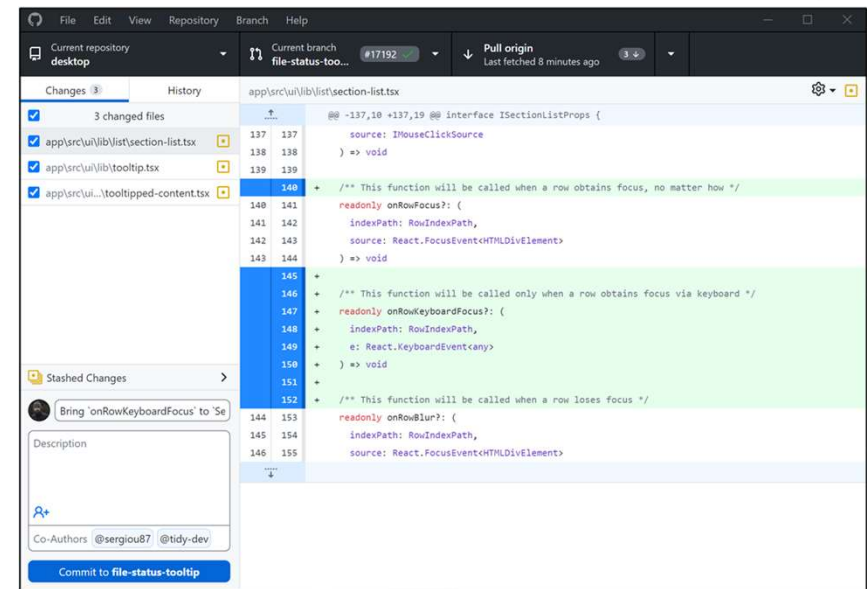 File Edit View Repository Branch Help
Current repository
desktop
Current branch
file-status-too...
#17192
Pull origin
Last fetched 8 minutes ago
3
Changes 3
History
app\src\ui\lib\list\section-list.tsx
3 changed files
app\src\ui\lib\list\section-list.tsx
app\src\ui\lib\tooltip.tsx
app\src\ui...\tooltipped-content.tsx
@@ -137,10 +137,19 @@ interface ISectionListProps {
137 137 source: IMouseClickSource
138 138 ) => void
139 139
140 + /** This function will be called when a row obtains focus, no matter how */
140 141 readonly onRowFocus?: (
141 142 indexPath: RowIndexPath,
142 143 source: React.FocusEvent<HTMLDivElement>
143 144 ) => void
145 +
146 + /** This function will be called only when a row obtains focus via keyboard */
147 + readonly onRowKeyboardFocus?: (
148 + indexPath: RowIndexPath,
149 + e: React.KeyboardEvent<any>
150 + ) => void
151 +
152 + /** This function will be called when a row loses focus */
144 153 readonly onRowBlur?: (
145 154 indexPath: RowIndexPath,
146 155 source: React.FocusEvent<HTMLDivElement>
Stashed Changes
Bring `onRowKeyboardFocus` to `Se
Description
Co-Authors @sergiou87 @tidy-dev
Commit to file-status-tooltip